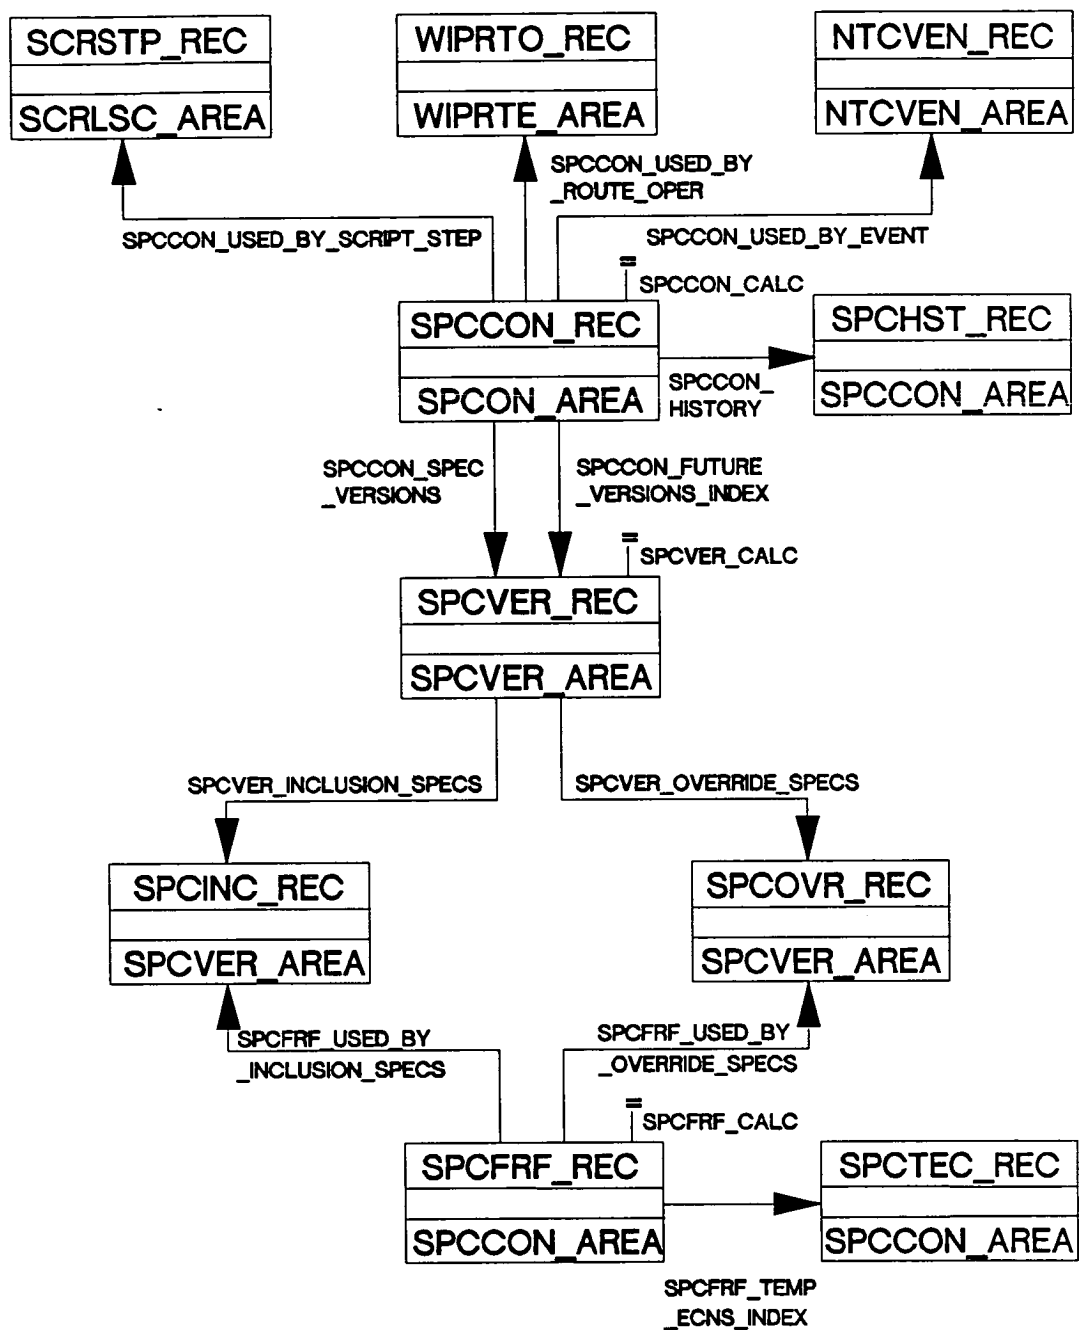 SCRSTP_REC
SCRLSC_AREA
WIPRTO_REC
WIPRTE_AREA
NTCVEN_REC
NTCVEN_AREA
SPCCON_USED_BY_SCRIPT_STEP
SPCCON_USED_BY
_ROUTE_OPER
SPCCON_USED_BY_EVENT
=
SPCCON_CALC
SPCCON_REC
SPCON_AREA
SPCCON_
HISTORY
SPCHST_REC
SPCCON_AREA
SPCCON_SPEC
_VERSIONS
SPCCON_FUTURE
_VERSIONS_INDEX
=
SPCVER_CALC
SPCVER_REC
SPCVER_AREA
SPCVER_INCLUSION_SPECS
SPCVER_OVERRIDE_SPECS
SPCINC_REC
SPCVER_AREA
SPCOVR_REC
SPCVER_AREA
SPCFRF_USED_BY
_INCLUSION_SPECS
SPCFRF_USED_BY
_OVERRIDE_SPECS
=
SPCFRF_CALC
SPCFRF_REC
SPCCON_AREA
SPCTEC_REC
SPCCON_AREA
SPCFRF_TEMP
_ECNS_INDEX